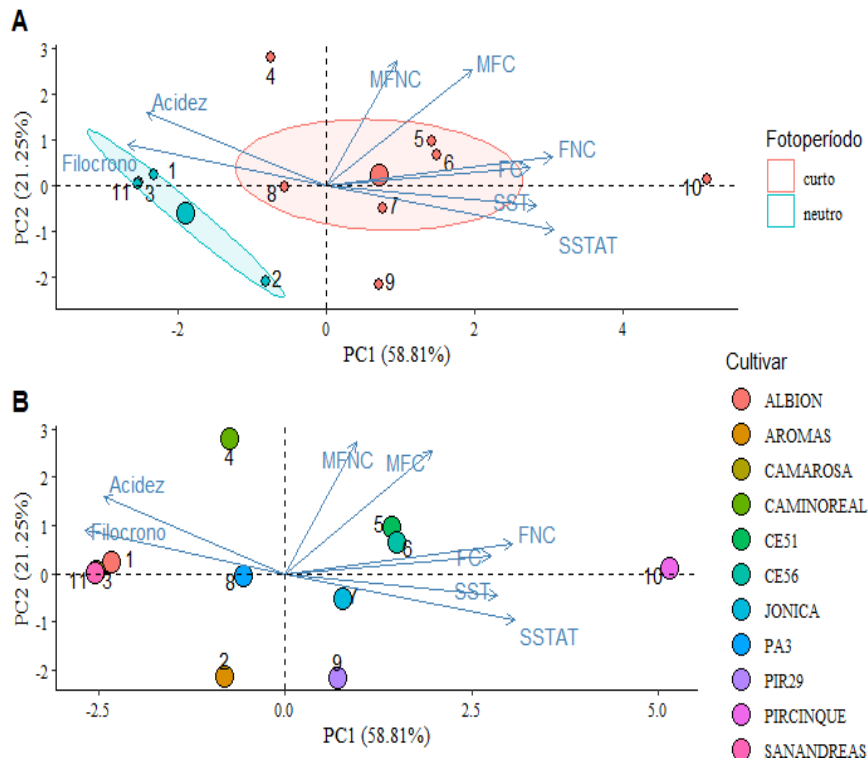 A
3
2
1
0
-1
-2
PC2 (21.25%)
4
MFNC
MFC
Acidez
Filocrono
5
6
FNC
FC
1
11
3
8
7
SST
10
SSTAT
2
9
-2
0
2
4
PC1 (58.81%)
Fotoperíodo
curto
neutro
B
3
2
1
0
-1
-2
PC2 (21.25%)
4
MFNC
MFC
Acidez
Filocrono
5
6
FNC
FC
1
11
3
8
7
SST
10
SSTAT
2
9
-2.5
0.0
2.5
5.0
PC1 (58.81%)
Cultivar
ALBION
AROMAS
CAMAROSA
CAMINOREAL
CE51
CE56
JONICA
PA3
PIR29
PIRCINQUE
SANANDREAS